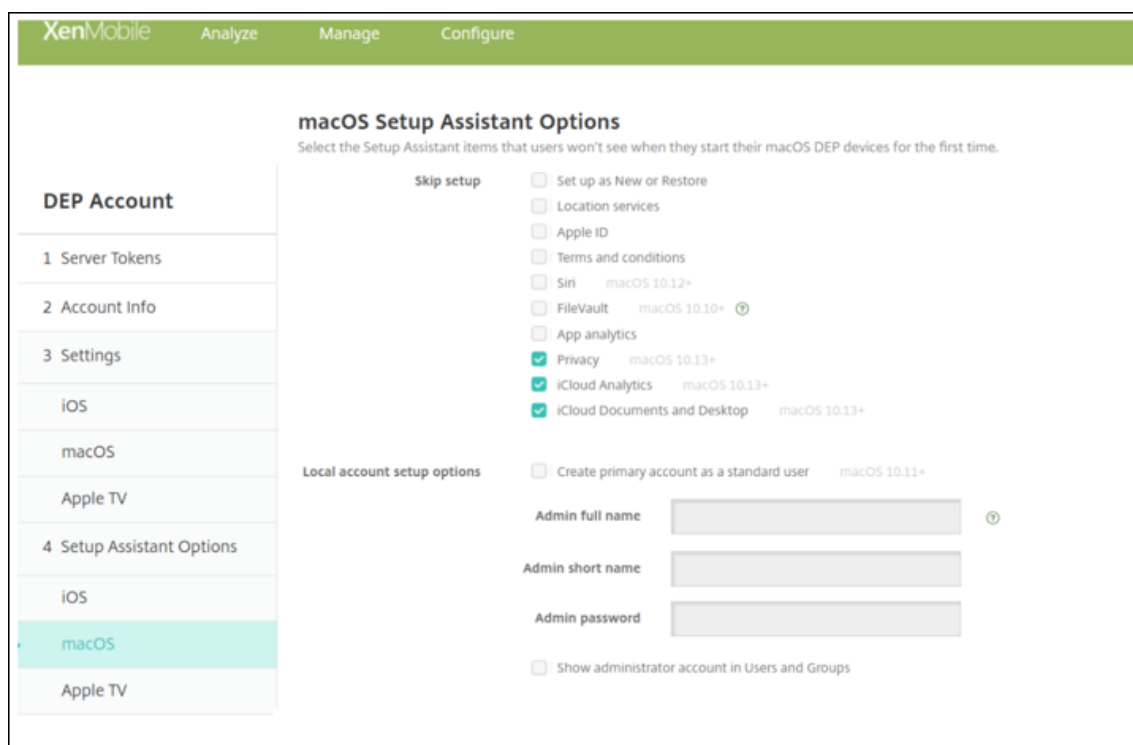 XenMobile Analyze Manage Configure
macOS Setup Assistant Options
Select the Setup Assistant items that users won't see when they start their macOS DEP devices for the first time.
DEP Account
1 Server Tokens
2 Account Info
3 Settings
iOS
macOS
Apple TV
4 Setup Assistant Options
iOS
macOS
Apple TV
Skip setup
Set up as New or Restore
Location services
Apple ID
Terms and conditions
Siri macOS 10.12+
FileVault macOS 10.10+ ?
App analytics
Privacy macOS 10.13+
iCloud Analytics macOS 10.13+
iCloud Documents and Desktop macOS 10.13+
Local account setup options
Create primary account as a standard user macOS 10.11+
Admin full name ?
Admin short name
Admin password
Show administrator account in Users and Groups